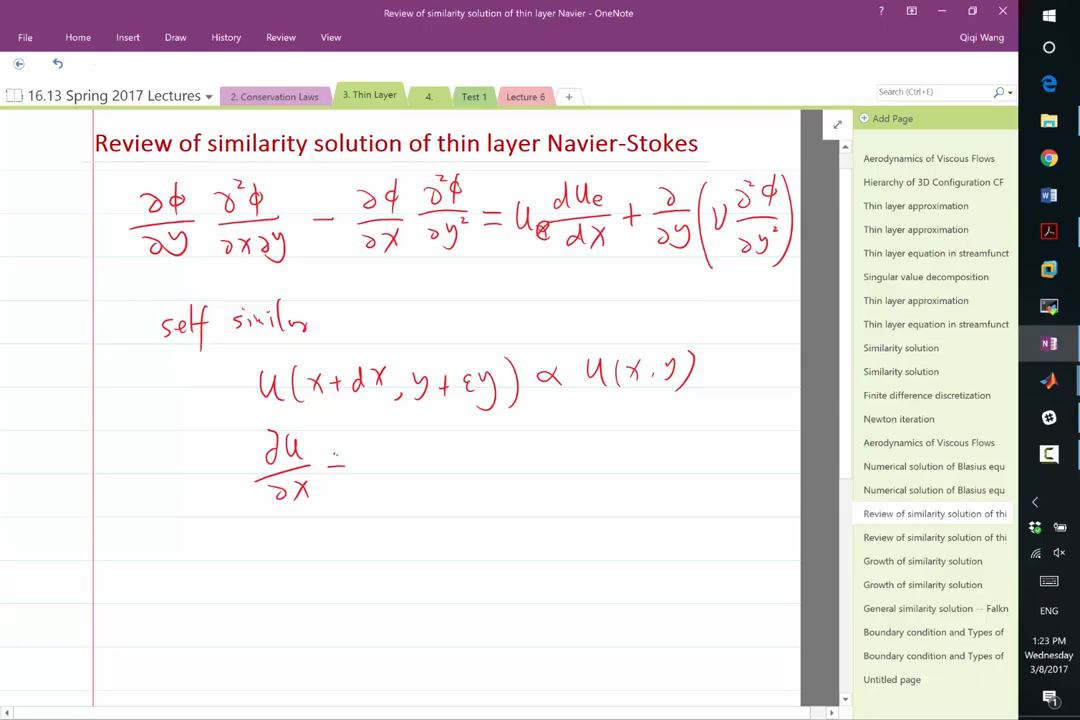 Review of similarity solution of thin layer Navier - OneNote
?
File Home Insert Draw History Review View
Qiqi Wang
16.13 Spring 2017 Lectures
2. Conservation Laws
3. Thin Layer
4.
Test 1
Lecture 6
+
Search (Ctrl+E)
Review of similarity solution of thin layer Navier-Stokes
∂ϕ/∂y ∂²ϕ/∂x∂y − ∂ϕ/∂x ∂²ϕ/∂y² = u_e du_e/dx + ∂/∂y (ν ∂²ϕ/∂y²)
self similar
u(x+dx, y+εy) ∝ u(x,y)
∂u/∂x =
Add Page
Aerodynamics of Viscous Flows
Hierarchy of 3D Configuration CF
Thin layer approximation
Thin layer approximation
Thin layer equation in streamfunct
Singular value decomposition
Thin layer approximation
Thin layer equation in streamfunct
Similarity solution
Similarity solution
Finite difference discretization
Newton iteration
Aerodynamics of Viscous Flows
Numerical solution of Blasius equ
Numerical solution of Blasius equ
Review of similarity solution of thi
Review of similarity solution of thi
Growth of similarity solution
Growth of similarity solution
General similarity solution -- Falkn
Boundary condition and Types of
Boundary condition and Types of
Untitled page
ENG
1:23 PM
Wednesday
3/8/2017
1